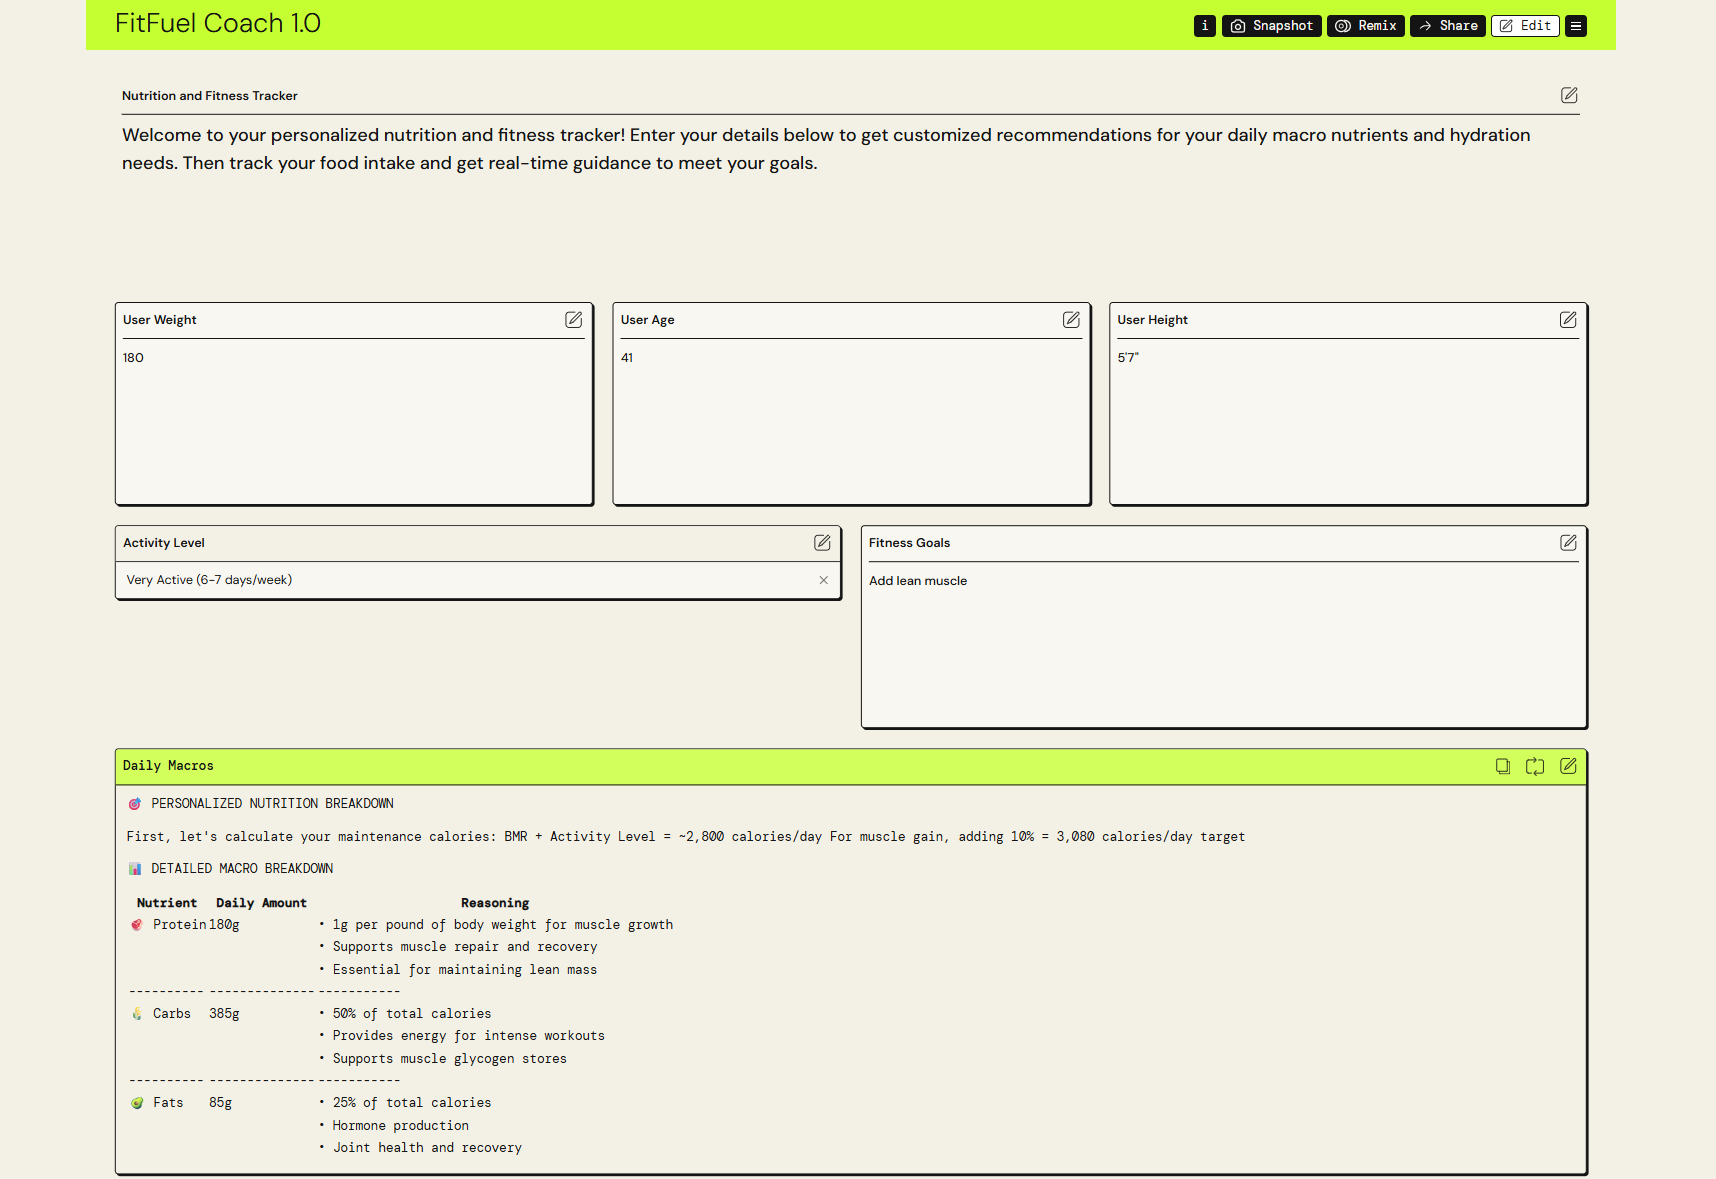 FitFuel Coach 1.0
i Snapshot Remix Share Edit
Nutrition and Fitness Tracker
Welcome to your personalized nutrition and fitness tracker! Enter your details below to get customized recommendations for your daily macro nutrients and hydration
needs. Then track your food intake and get real-time guidance to meet your goals.
User Weight
180
User Age
41
User Height
5'7"
Activity Level
Very Active (6-7 days/week)
Fitness Goals
Add lean muscle
Daily Macros
🎯 PERSONALIZED NUTRITION BREAKDOWN
First, let's calculate your maintenance calories: BMR + Activity Level = ~2,800 calories/day For muscle gain, adding 10% = 3,080 calories/day target
📊 DETAILED MACRO BREAKDOWN
Nutrient Daily Amount Reasoning
🥩 Protein 180g • 1g per pound of body weight for muscle growth
• Supports muscle repair and recovery
• Essential for maintaining lean mass
---------- -------------- -----------
Carbs 385g • 50% of total calories
• Provides energy for intense workouts
• Supports muscle glycogen stores
---------- -------------- -----------
🥑 Fats 85g • 25% of total calories
• Hormone production
• Joint health and recovery